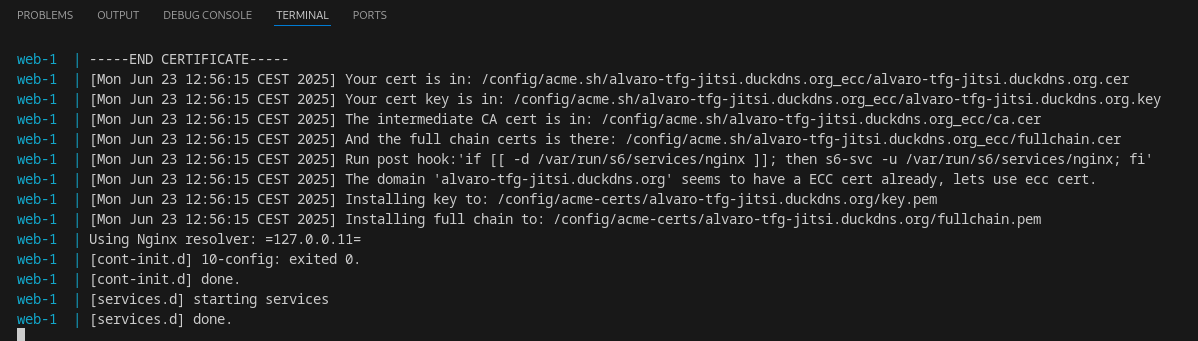 PROBLEMS OUTPUT DEBUG CONSOLE TERMINAL PORTS
web-1 | -----END CERTIFICATE-----
web-1 | [Mon Jun 23 12:56:15 CEST 2025] Your cert is in: /config/acme.sh/alvaro-tfg-jitsi.duckdns.org_ecc/alvaro-tfg-jitsi.duckdns.org.cer
web-1 | [Mon Jun 23 12:56:15 CEST 2025] Your cert key is in: /config/acme.sh/alvaro-tfg-jitsi.duckdns.org_ecc/alvaro-tfg-jitsi.duckdns.org.key
web-1 | [Mon Jun 23 12:56:15 CEST 2025] The intermediate CA cert is in: /config/acme.sh/alvaro-tfg-jitsi.duckdns.org_ecc/ca.cer
web-1 | [Mon Jun 23 12:56:15 CEST 2025] And the full chain certs is there: /config/acme.sh/alvaro-tfg-jitsi.duckdns.org_ecc/fullchain.cer
web-1 | [Mon Jun 23 12:56:15 CEST 2025] Run post hook:'if [[ -d /var/run/s6/services/nginx ]]; then s6-svc -u /var/run/s6/services/nginx; fi'
web-1 | [Mon Jun 23 12:56:15 CEST 2025] The domain 'alvaro-tfg-jitsi.duckdns.org' seems to have a ECC cert already, lets use ecc cert.
web-1 | [Mon Jun 23 12:56:15 CEST 2025] Installing key to: /config/acme-certs/alvaro-tfg-jitsi.duckdns.org/key.pem
web-1 | [Mon Jun 23 12:56:15 CEST 2025] Installing full chain to: /config/acme-certs/alvaro-tfg-jitsi.duckdns.org/fullchain.pem
web-1 | Using Nginx resolver: =127.0.0.11=
web-1 | [cont-init.d] 10-config: exited 0.
web-1 | [cont-init.d] done.
web-1 | [services.d] starting services
web-1 | [services.d] done.